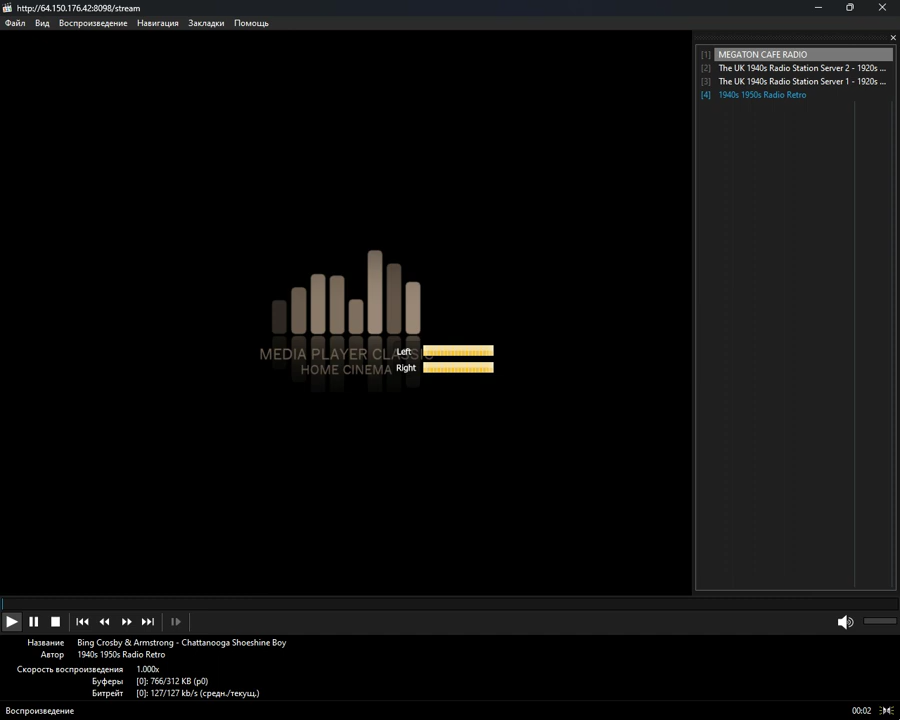 http://64.150.176.42:8098/stream
Файл Вид Воспроизведение Навигация Закладки Помощь
[1] MEGATON CAFE RADIO
[2] The UK 1940s Radio Station Server 2 - 1920s ...
[3] The UK 1940s Radio Station Server 1 - 1920s ...
[4] 1940s 1950s Radio Retro
MEDIA PLAYER CLASSIC
HOME CINEMA
Left
Right
Название Bing Crosby & Armstrong - Chattanooga Shoeshine Boy
Автор 1940s 1950s Radio Retro
Скорость воспроизведения 1.000x
Буферы [0]: 766/312 KB (p0)
Битрейт [0]: 127/127 kb/s (средн./текущ.)
Воспроизведение 00:02